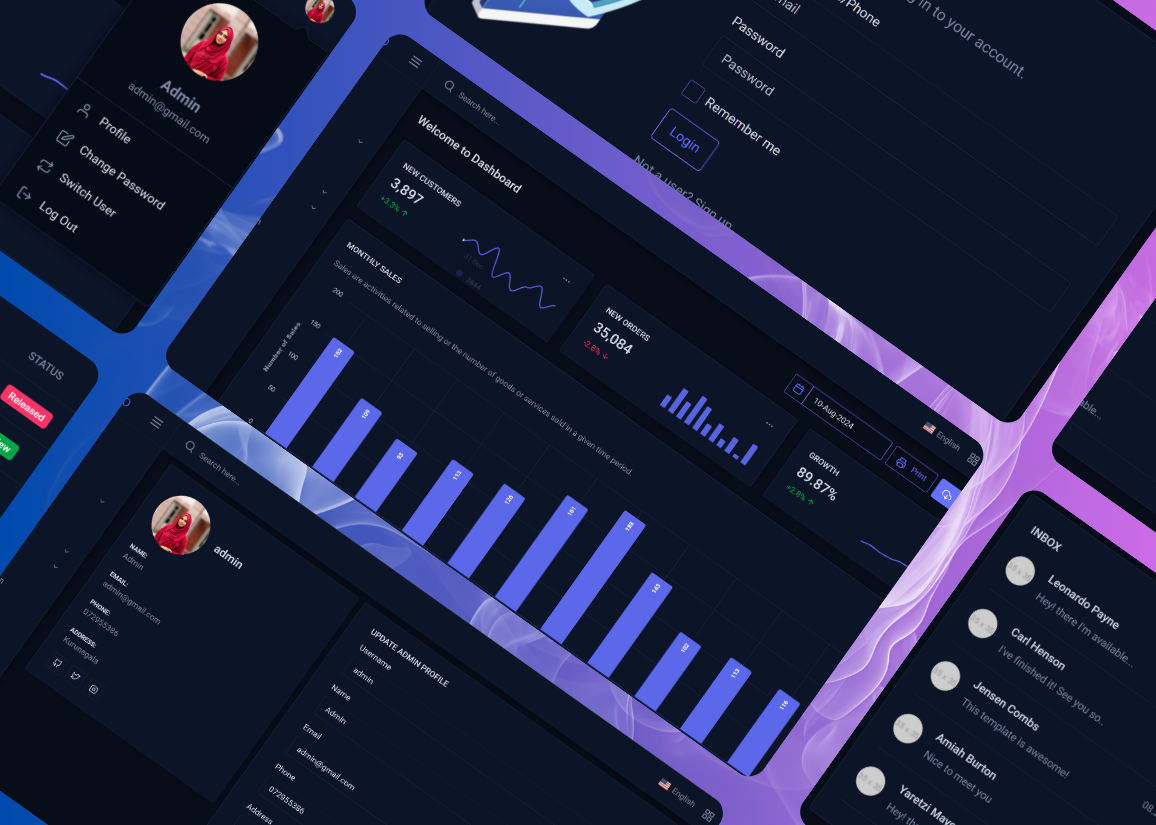 Admin
admin@gmail.com
Profile
Change Password
Switch User
Log Out
in to your account.
/Phone
Password
Password
Remember me
Login
Not a user? Sign up
STATUS
Released
Search here...
Welcome to Dashboard
NEW CUSTOMERS
3,897
+3.3%
NEW ORDERS
35,084
-2.8%
10-Aug-2024
Print
GROWTH
89.87%
+2.8%
English
MONTHLY SALES
Sales are activities related to selling or the number of goods or services sold in a given time period.
Number of Sales
200
150
100
50
0
152
109
93
113
126
161
188
143
102
113
116
Search here...
admin
NAME:
Admin
EMAIL:
admin@gmail.com
PHONE:
072955386
ADDRESS:
Kurunegala
UPDATE ADMIN PROFILE
Username
admin
Name
Admin
Email
admin@gmail.com
Phone
072955386
Address
English
INBOX
Leonardo Payne
Hey! there I'm available...
Carl Henson
I've finished it! See you so..
Jensen Combs
This template is awesome!
Amiah Burton
Nice to meet you
Yaretzi Mayo
08